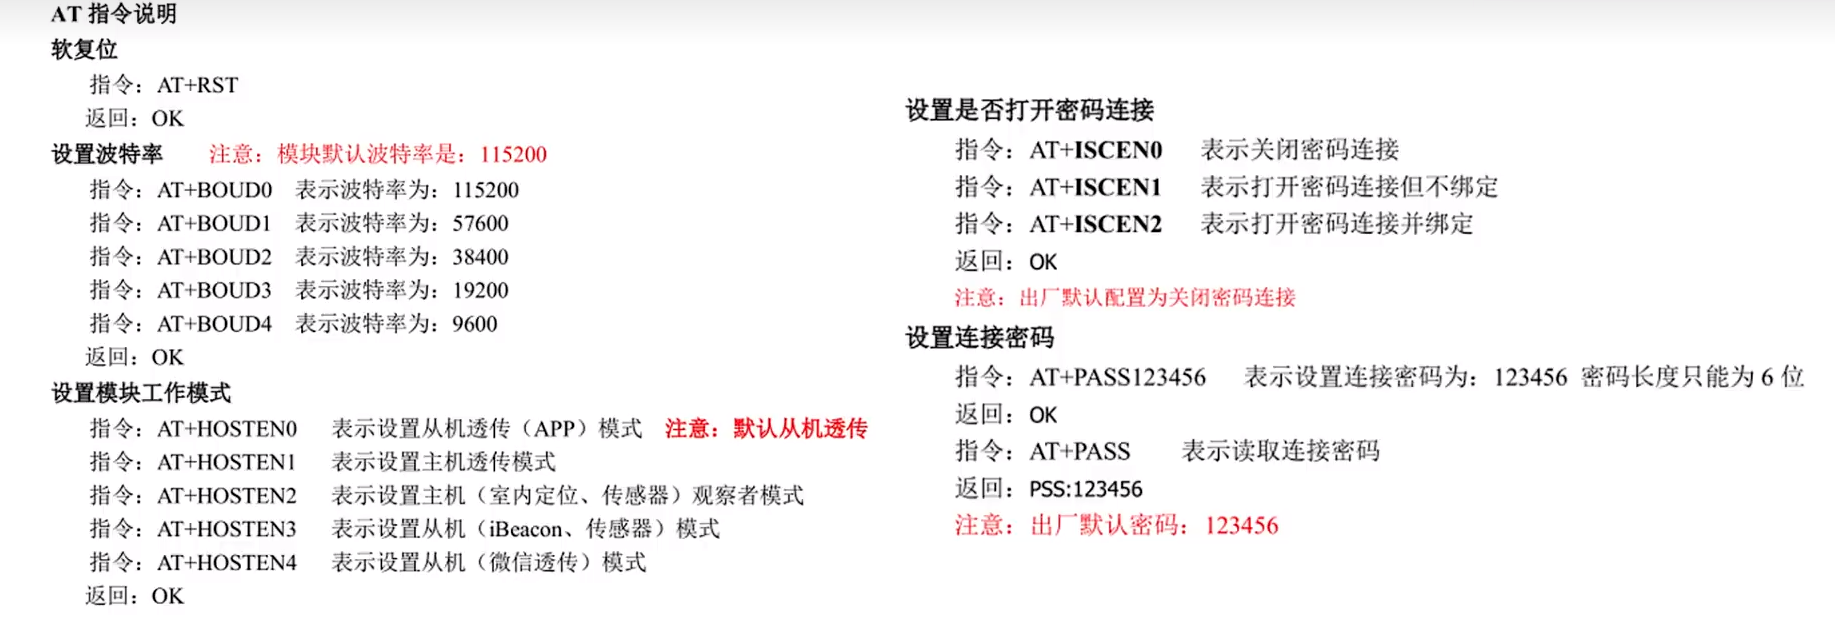 AT 指令说明
软复位
指令：AT+RST
返回：OK
设置波特率 注意：模块默认波特率是：115200
指令：AT+BOUD0 表示波特率为：115200
指令：AT+BOUD1 表示波特率为：57600
指令：AT+BOUD2 表示波特率为：38400
指令：AT+BOUD3 表示波特率为：19200
指令：AT+BOUD4 表示波特率为：9600
返回：OK
设置模块工作模式
指令：AT+HOSTEN0 表示设置从机透传（APP）模式 注意：默认从机透传
指令：AT+HOSTEN1 表示设置主机透传模式
指令：AT+HOSTEN2 表示设置主机（室内定位、传感器）观察者模式
指令：AT+HOSTEN3 表示设置从机（iBeacon、传感器）模式
指令：AT+HOSTEN4 表示设置从机（微信透传）模式
返回：OK
设置是否打开密码连接
指令：AT+ISCEN0 表示关闭密码连接
指令：AT+ISCEN1 表示打开密码连接但不绑定
指令：AT+ISCEN2 表示打开密码连接并绑定
返回：OK
注意：出厂默认配置为关闭密码连接
设置连接密码
指令：AT+PASS123456 表示设置连接密码为：123456 密码长度只能为 6 位
返回：OK
指令：AT+PASS 表示读取连接密码
返回：PSS:123456
注意：出厂默认密码：123456